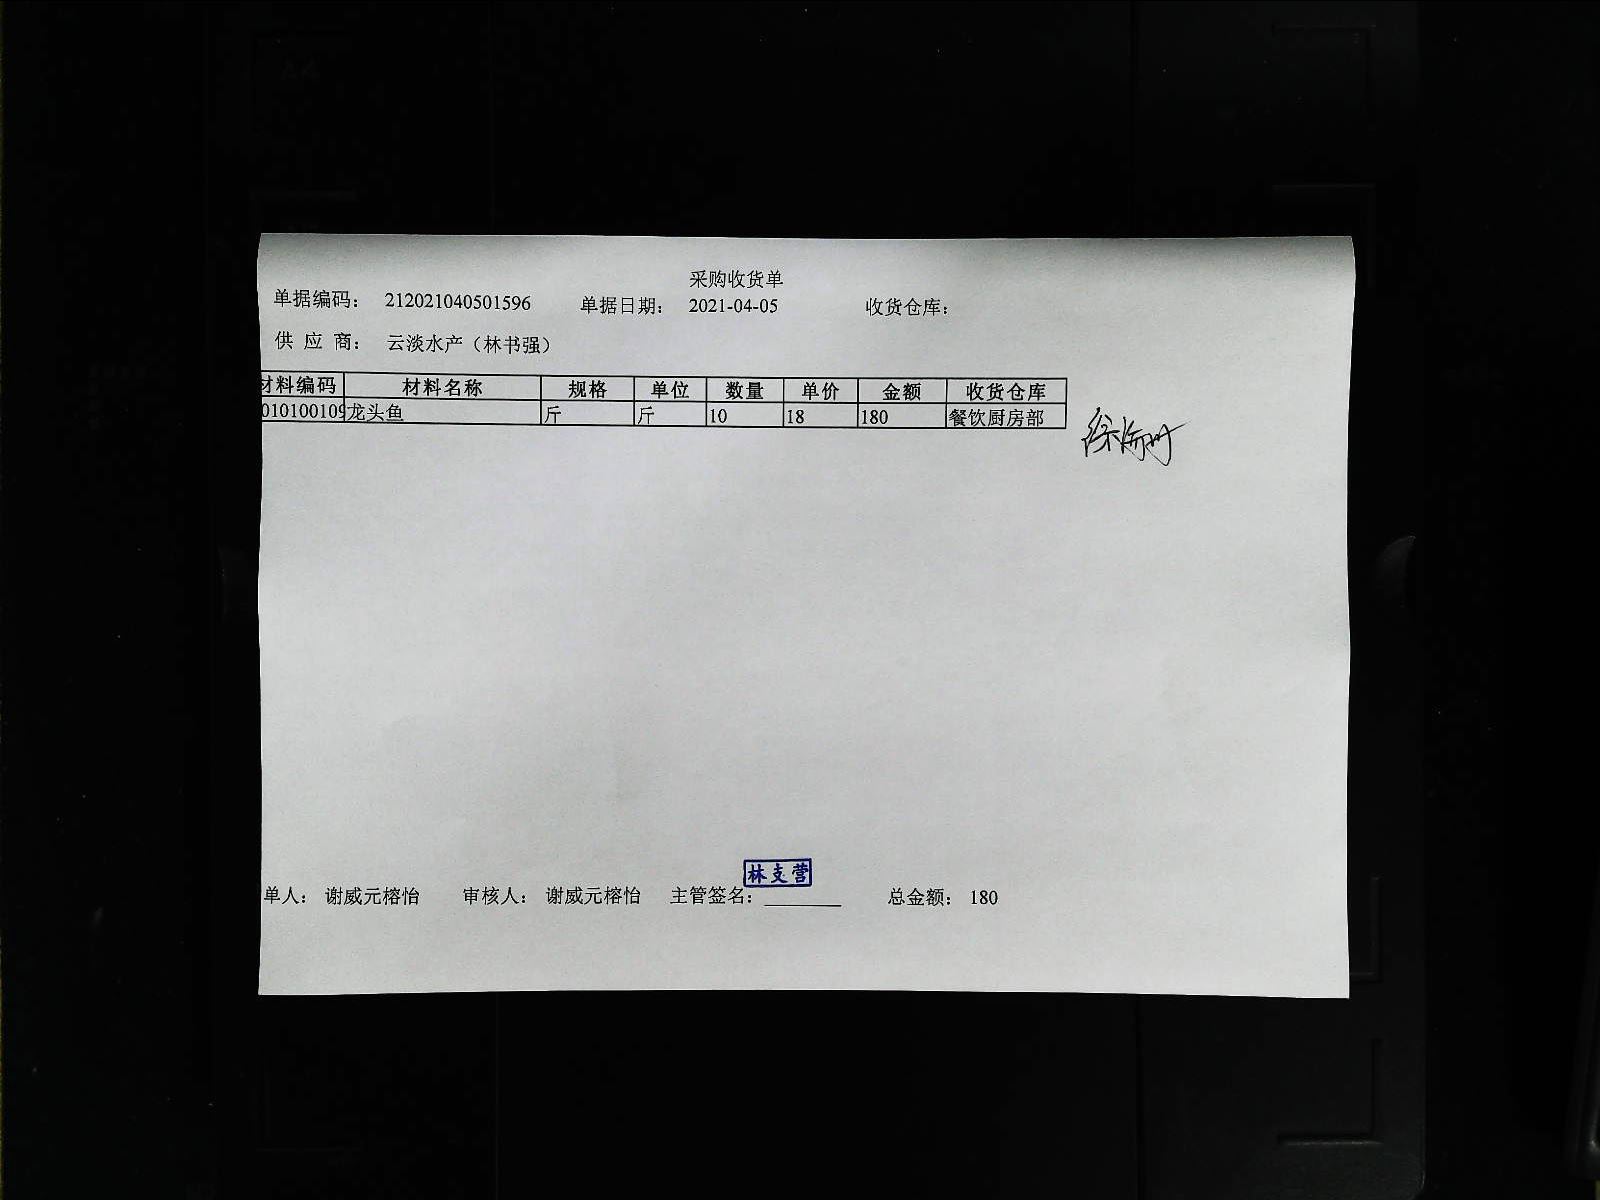 采购收货单
单据编码： 212021040501596 单据日期： 2021-04-05 收货仓库：
供 应 商： 云淡水产（林书强）
材料编码 材料名称 规格 单位 数量 单价 金额 收货仓库
010100109 龙头鱼 斤 斤 10 18 180 餐饮厨房部
林支营
单人： 谢威元榕怡 审核人： 谢威元榕怡 主管签名： 总金额： 180